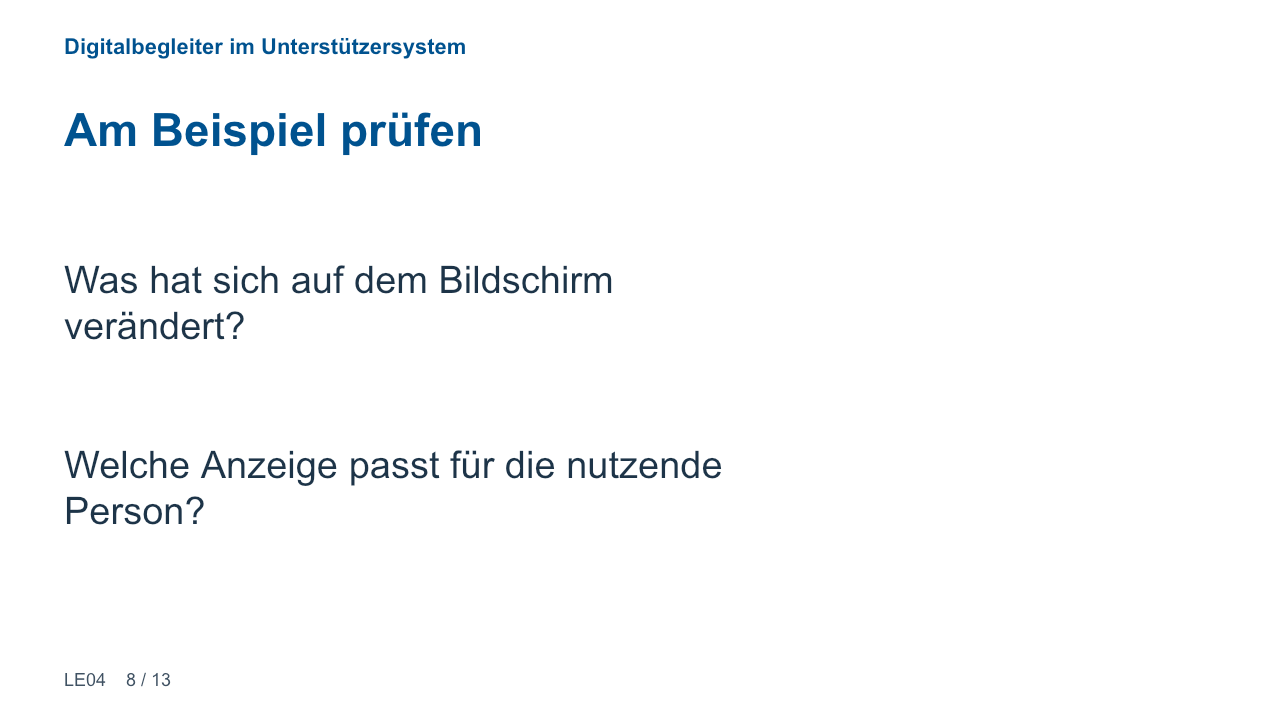 Digitalbegleiter im Unterstützersystem
Am Beispiel prüfen
Was hat sich auf dem Bildschirm
verändert?
Welche Anzeige passt für die nutzende
Person?
LE04 8 / 13